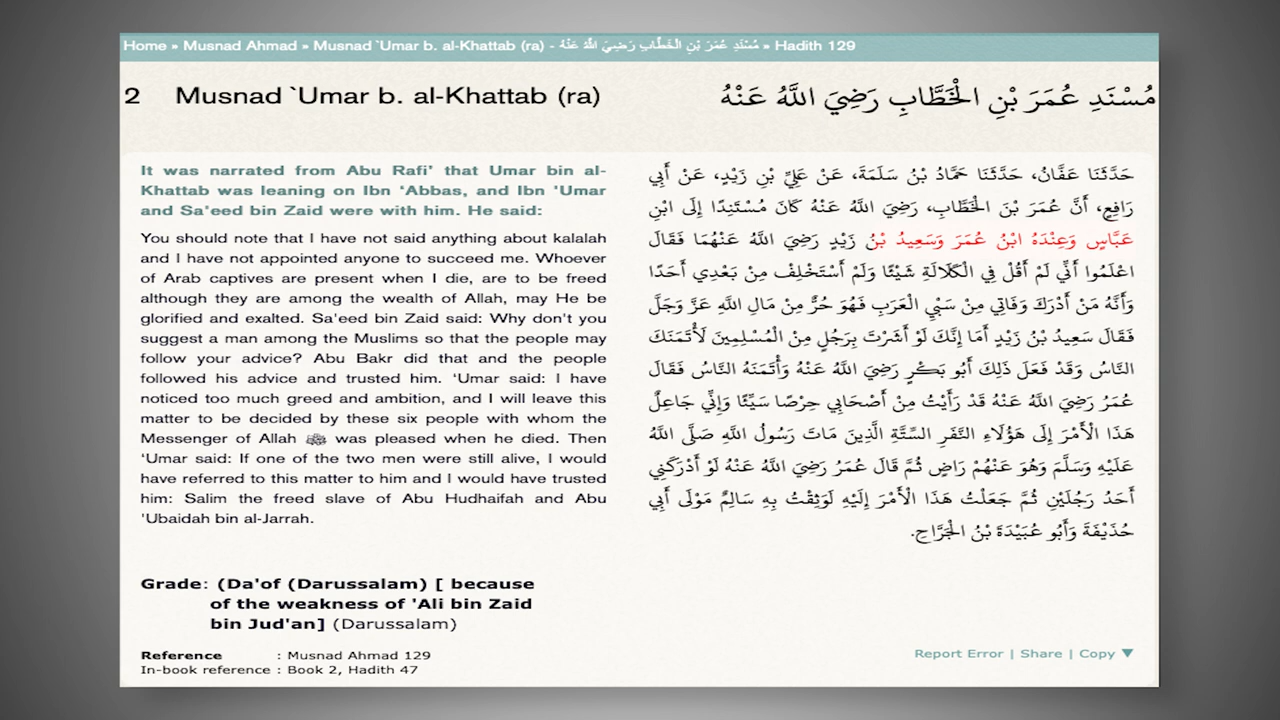 Home » Musnad Ahmad » Musnad `Umar b. al-Khattab (ra) - مُسْنَدِ عُمَرَ بْنِ الْخَطَّابِ رَضِيَ اللَّهُ عَنْهُ » Hadith 129
2 Musnad `Umar b. al-Khattab (ra) مُسْنَدِ عُمَرَ بْنِ الْخَطَّابِ رَضِيَ اللَّهُ عَنْهُ
It was narrated from Abu Rafi' that Umar bin al-
Khattab was leaning on Ibn 'Abbas, and Ibn 'Umar
and Sa'eed bin Zaid were with him. He said:
You should note that I have not said anything about kalalah
and I have not appointed anyone to succeed me. Whoever
of Arab captives are present when I die, are to be freed
although they are among the wealth of Allah, may He be
glorified and exalted. Sa'eed bin Zaid said: Why don't you
suggest a man among the Muslims so that the people may
follow your advice? Abu Bakr did that and the people
followed his advice and trusted him. 'Umar said: I have
noticed too much greed and ambition, and I will leave this
matter to be decided by these six people with whom the
Messenger of Allah ﷺ was pleased when he died. Then
'Umar said: If one of the two men were still alive, I would
have referred to this matter to him and I would have trusted
him: Salim the freed slave of Abu Hudhaifah and Abu
'Ubaidah bin al-Jarrah.
حَدَّثَنَا عَفَّانُ، حَدَّثَنَا حَمَّادُ بْنُ سَلَمَةَ، عَنْ عَلِيِّ بْنِ زَيْدٍ، عَنْ أَبِي
رَافِعٍ، أَنَّ عُمَرَ بْنَ الْخَطَّابِ، رَضِيَ اللَّهُ عَنْهُ كَانَ مُسْتَنِدًا إِلَى ابْنِ
عَبَّاسٍ وَعِنْدَهُ ابْنُ عُمَرَ وَسَعِيدُ بْنُ زَيْدٍ رَضِيَ اللَّهُ عَنْهُمَا فَقَالَ
اعْلَمُوا أَنِّي لَمْ أَقُلْ فِي الْكَلَالَةِ شَيْئًا وَلَمْ أَسْتَخْلِفْ مِنْ بَعْدِي أَحَدًا
وَأَنَّهُ مَنْ أَدْرَكَ وَفَاتِي مِنْ سَبْيِ الْعَرَبِ فَهُوَ حُرٌّ مِنْ مَالِ اللَّهِ عَزَّ وَجَلَّ
فَقَالَ سَعِيدُ بْنُ زَيْدٍ أَمَا إِنَّكَ لَوْ أَشَرْتَ بِرَجُلٍ مِنْ الْمُسْلِمِينَ لَأْتَمَنَكَ
النَّاسُ وَقَدْ فَعَلَ ذَلِكَ أَبُو بَكْرٍ رَضِيَ اللَّهُ عَنْهُ وَأْتَمَنَهُ النَّاسُ فَقَالَ
عُمَرُ رَضِيَ اللَّهُ عَنْهُ قَدْ رَأَيْتُ مِنْ أَصْحَابِي حِرْصًا سَيِّئًا وَإِنِّي جَاعِلٌ
هَذَا الْأَمْرَ إِلَى هَؤُلَاءِ النَّفَرِ السِّتَّةِ الَّذِينَ مَاتَ رَسُولُ اللَّهِ صَلَّى اللَّهُ
عَلَيْهِ وَسَلَّمَ وَهُوَ عَنْهُمْ رَاضٍ ثُمَّ قَالَ عُمَرُ رَضِيَ اللَّهُ عَنْهُ لَوْ أَدْرَكَنِي
أَحَدُ رَجُلَيْنِ ثُمَّ جَعَلْتُ هَذَا الْأَمْرَ إِلَيْهِ لَوَثِقْتُ بِهِ سَالِمٌ مَوْلَى أَبِي
حُذَيْفَةَ وَأَبُو عُبَيْدَةَ بْنُ الْجَرَّاحِ.
Grade: (Da'of (Darussalam) [ because
of the weakness of 'Ali bin Zaid
bin Jud'an] (Darussalam)
Reference : Musnad Ahmad 129
In-book reference : Book 2, Hadith 47
Report Error | Share | Copy ▼